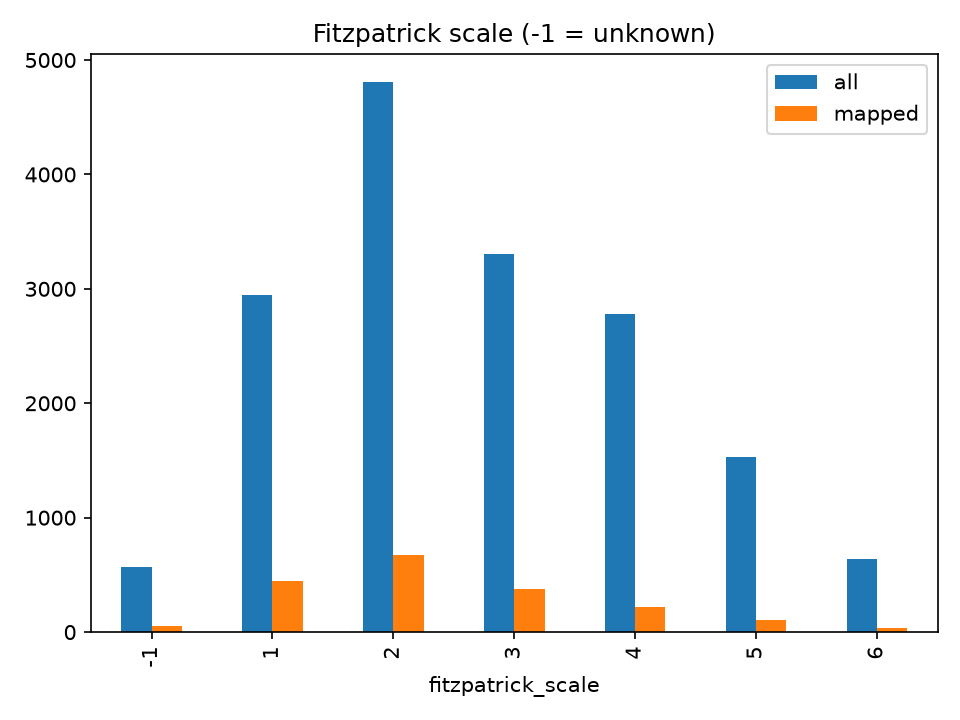 Fitzpatrick scale (-1 = unknown)
all
mapped
5000
4000
3000
2000
1000
0
-1 1 2 3 4 5 6
fitzpatrick_scale